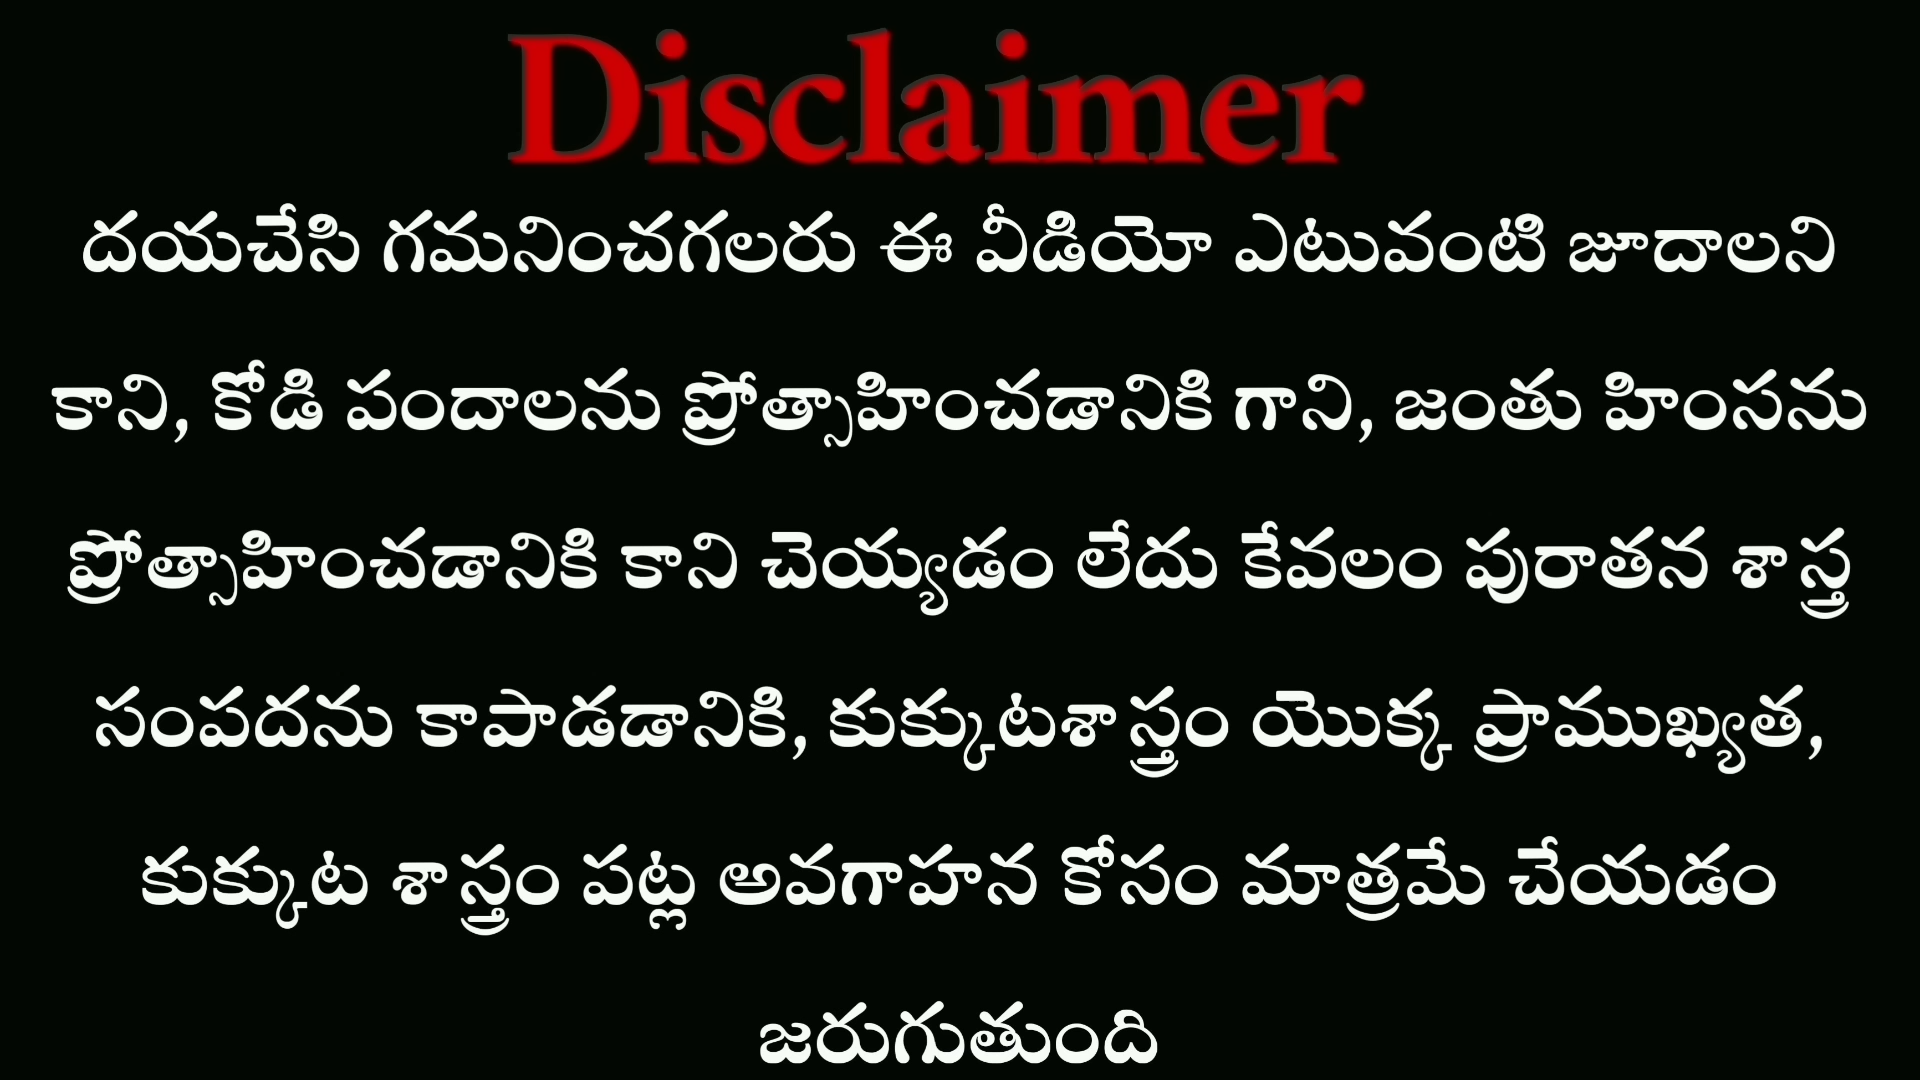 Disclaimer
దయచేసి గమనించగలరు ఈ వీడియో ఎటువంటి జూదాలని
కాని, కోడి పందాలను ప్రోత్సాహించడానికి గాని, జంతు హింసను
ప్రోత్సాహించడానికి కాని చెయ్యడం లేదు కేవలం పురాతన శాస్త్ర
సంపదను కాపాడడానికి, కుక్కుటశాస్త్రం యొక్క ప్రాముఖ్యత,
కుక్కుట శాస్త్రం పట్ల అవగాహన కోసం మాత్రమే చేయడం
జరుగుతుంది